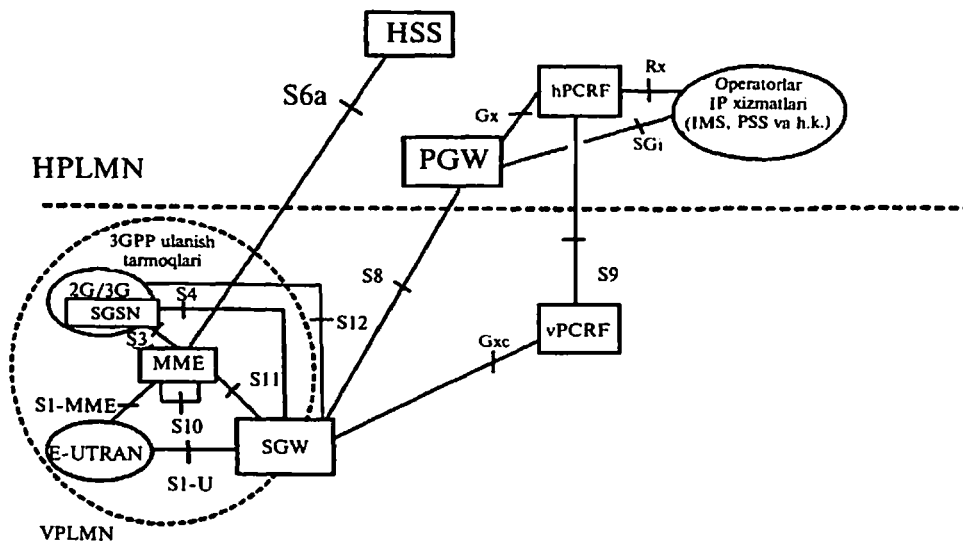 HSS
S6a
hPCRF
Rx
Operatorlar
IP xizmatlari
(IMS, PSS va h.k.)
Gx
SGi
PGW
HPLMN
3GPP ulanish
tarmoqlari
2G/3G
SGSN
S4
S8
S9
S12
S3
MME
S11
Gxc
vPCRF
S1-MME
S10
E-UTRAN
SGW
S1-U
VPLMN